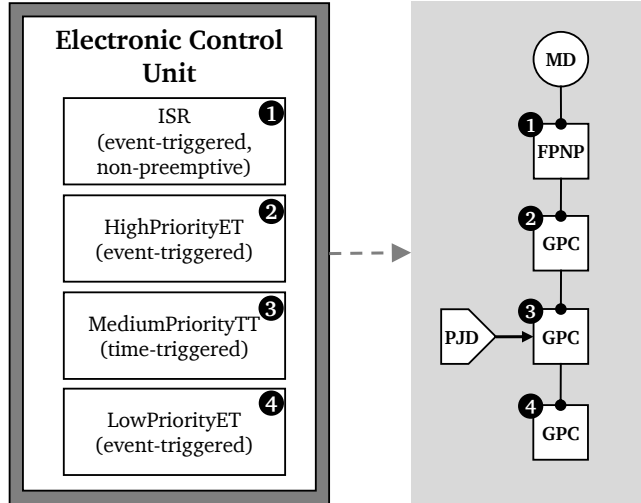 Electronic Control
Unit
1
ISR
(event-triggered,
non-preemptive)
2
HighPriorityET
(event-triggered)
3
MediumPriorityTT
(time-triggered)
4
LowPriorityET
(event-triggered)
MD
1
FPNP
2
GPC
3
PJD
GPC
4
GPC